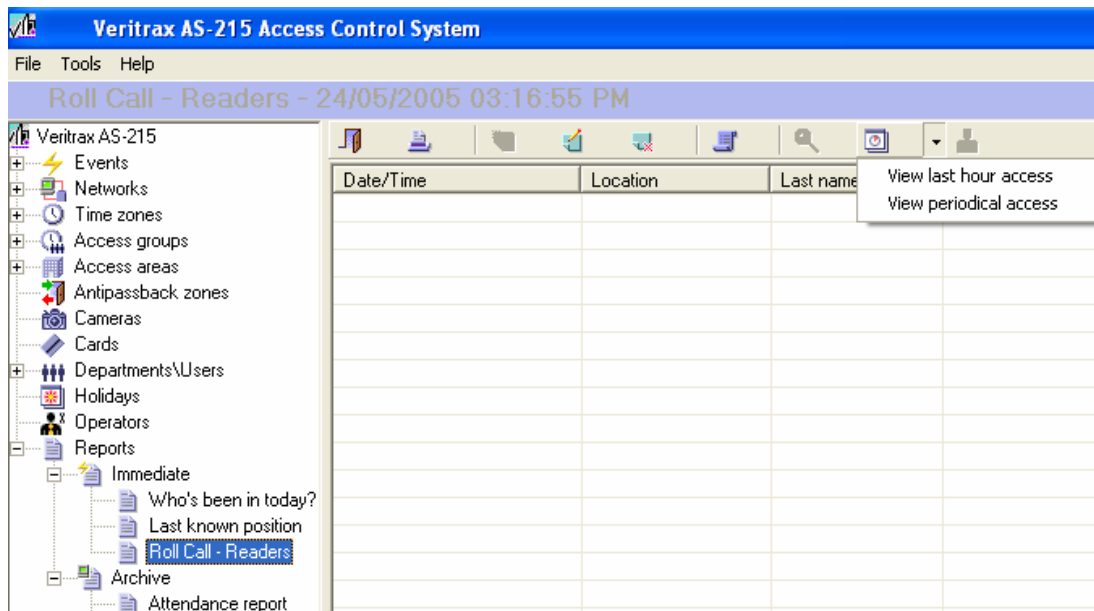 Veritrax AS-215 Access Control System
File Tools Help
Roll Call - Readers - 24/05/2005 03:16:55 PM
Veritrax AS-215
Events
Networks
Time zones
Access groups
Access areas
Antipassback zones
Cameras
Cards
Departments\Users
Holidays
Operators
Reports
Immediate
Who's been in today?
Last known position
Roll Call - Readers
Archive
Attendance report
Date/Time Location Last name
View last hour access
View periodical access